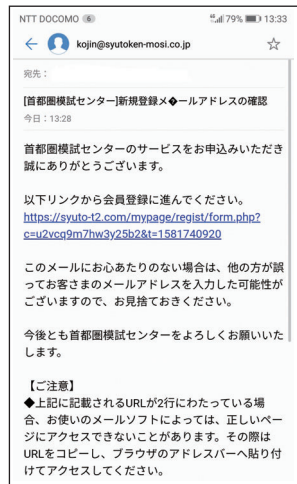 NTT DOCOMO 6 79% 13:33
kojin@syutoken-mosi.co.jp
宛先：
[首都圏模試センター]新規登録メ�ールアドレスの確認
今日：13:28
首都圏模試センターのサービスをお申込みいただき
誠にありがとうございます。
以下リンクから会員登録に進んでください。
https://syuto-t2.com/mypage/regist/form.php?
c=u2vcq9m7hw3y25b2&t=1581740920
このメールにお心あたりのない場合は、他の方が誤
ってお客さまのメールアドレスを入力した可能性が
ございますので、お見捨ておきください。
今後とも首都圏模試センターをよろしくお願いいた
します。
【ご注意】
◆上記に記載されるURLが2行にわたっている場
合、お使いのメールソフトによっては、正しいペー
ジにアクセスできないことがあります。その際は
URLをコピーし、ブラウザのアドレスバーへ貼り付
けてアクセスしてください。